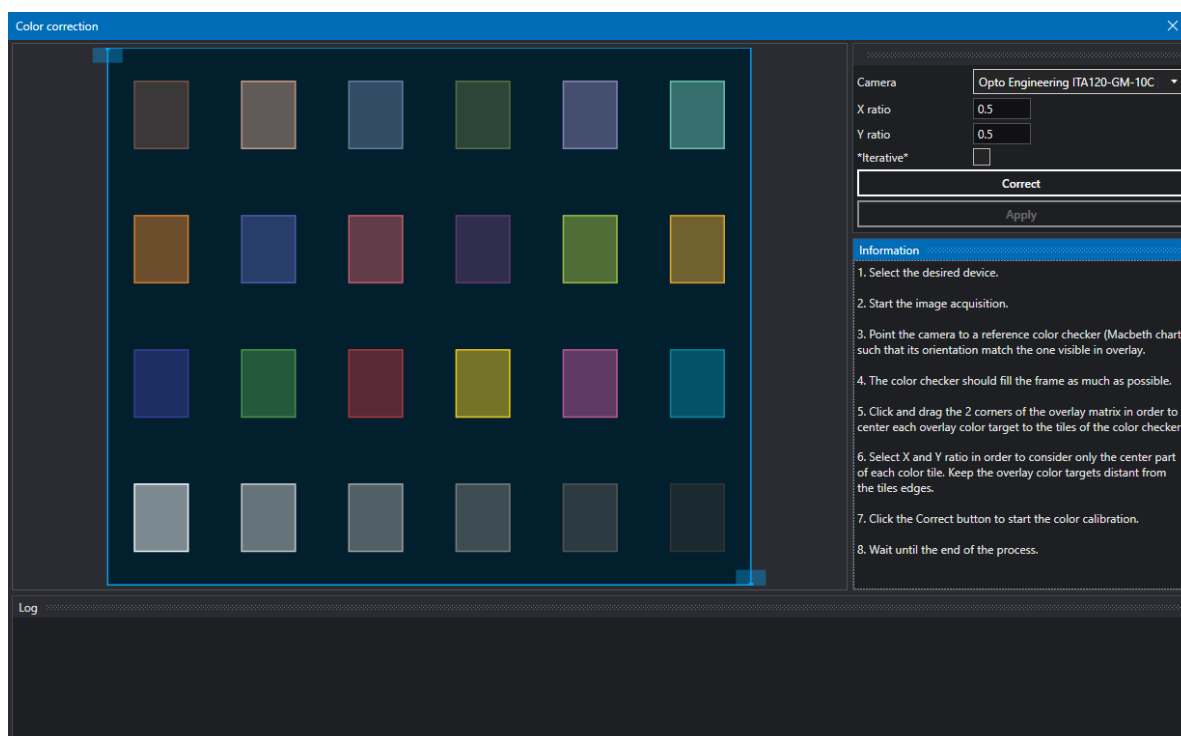 Color correction
Camera
Opto Engineering ITA120-GM-10C
X ratio
0.5
Y ratio
0.5
*Iterative*
Correct
Apply
Information
1. Select the desired device.
2. Start the image acquisition.
3. Point the camera to a reference color checker (Macbeth chart
such that its orientation match the one visible in overlay.
4. The color checker should fill the frame as much as possible.
5. Click and drag the 2 corners of the overlay matrix in order to
center each overlay color target to the tiles of the color checker
6. Select X and Y ratio in order to consider only the center part
of each color tile. Keep the overlay color targets distant from
the tiles edges.
7. Click the Correct button to start the color calibration.
8. Wait until the end of the process.
Log